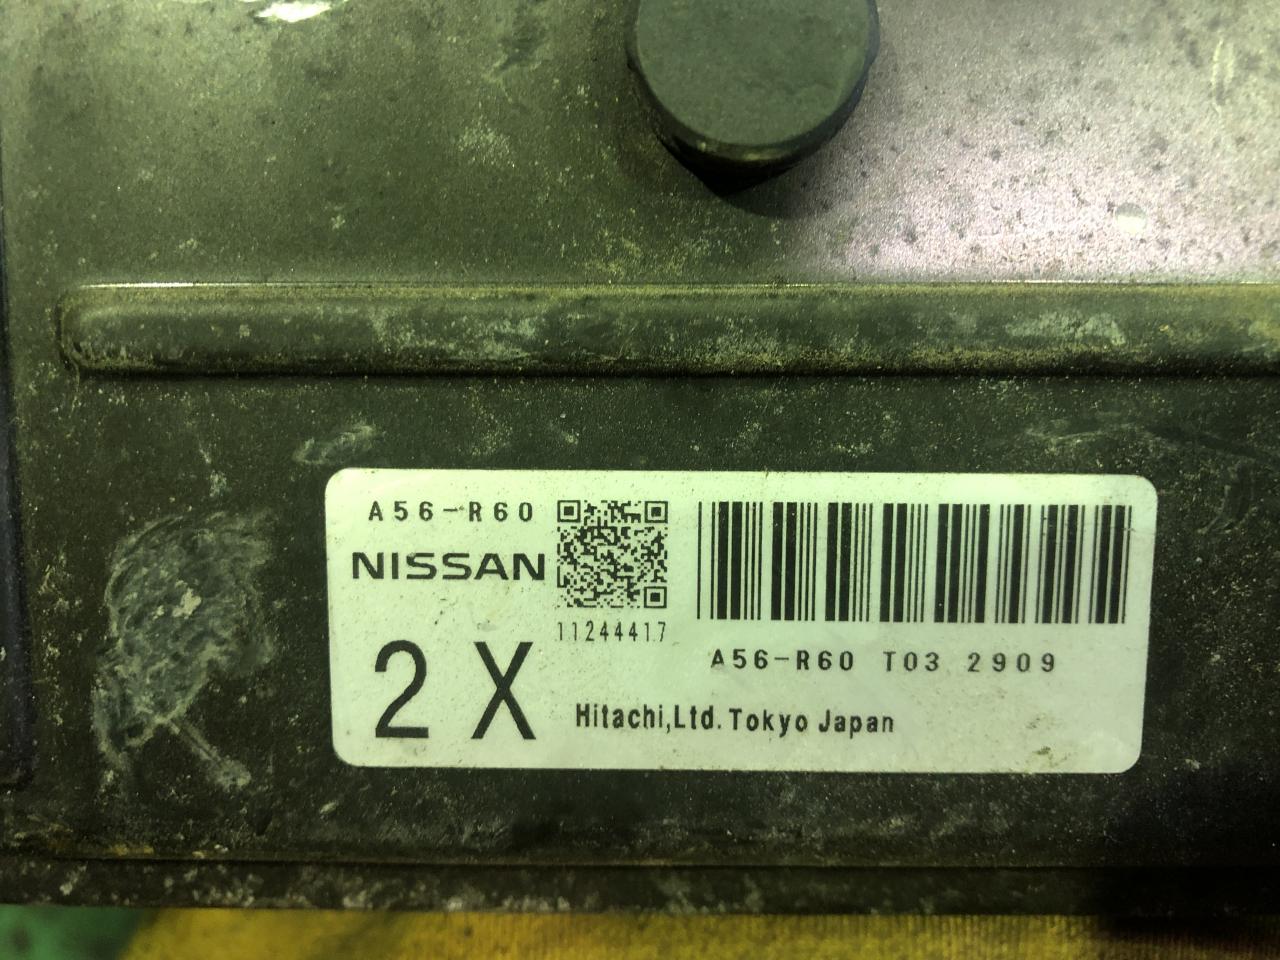 A56-R60
NISSAN
2 X
11244417
A56-R60 T03 2909
Hitachi,Ltd. Tokyo Japan